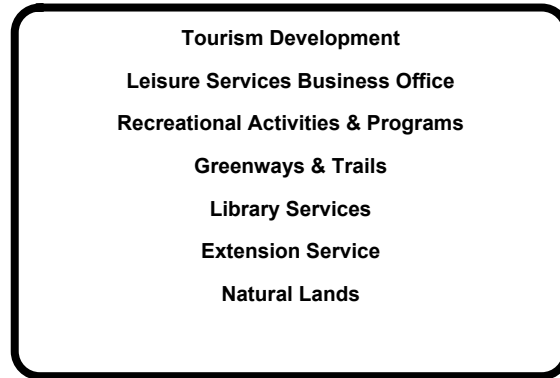 Tourism Development
Leisure Services Business Office
Recreational Activities & Programs
Greenways & Trails
Library Services
Extension Service
Natural Lands